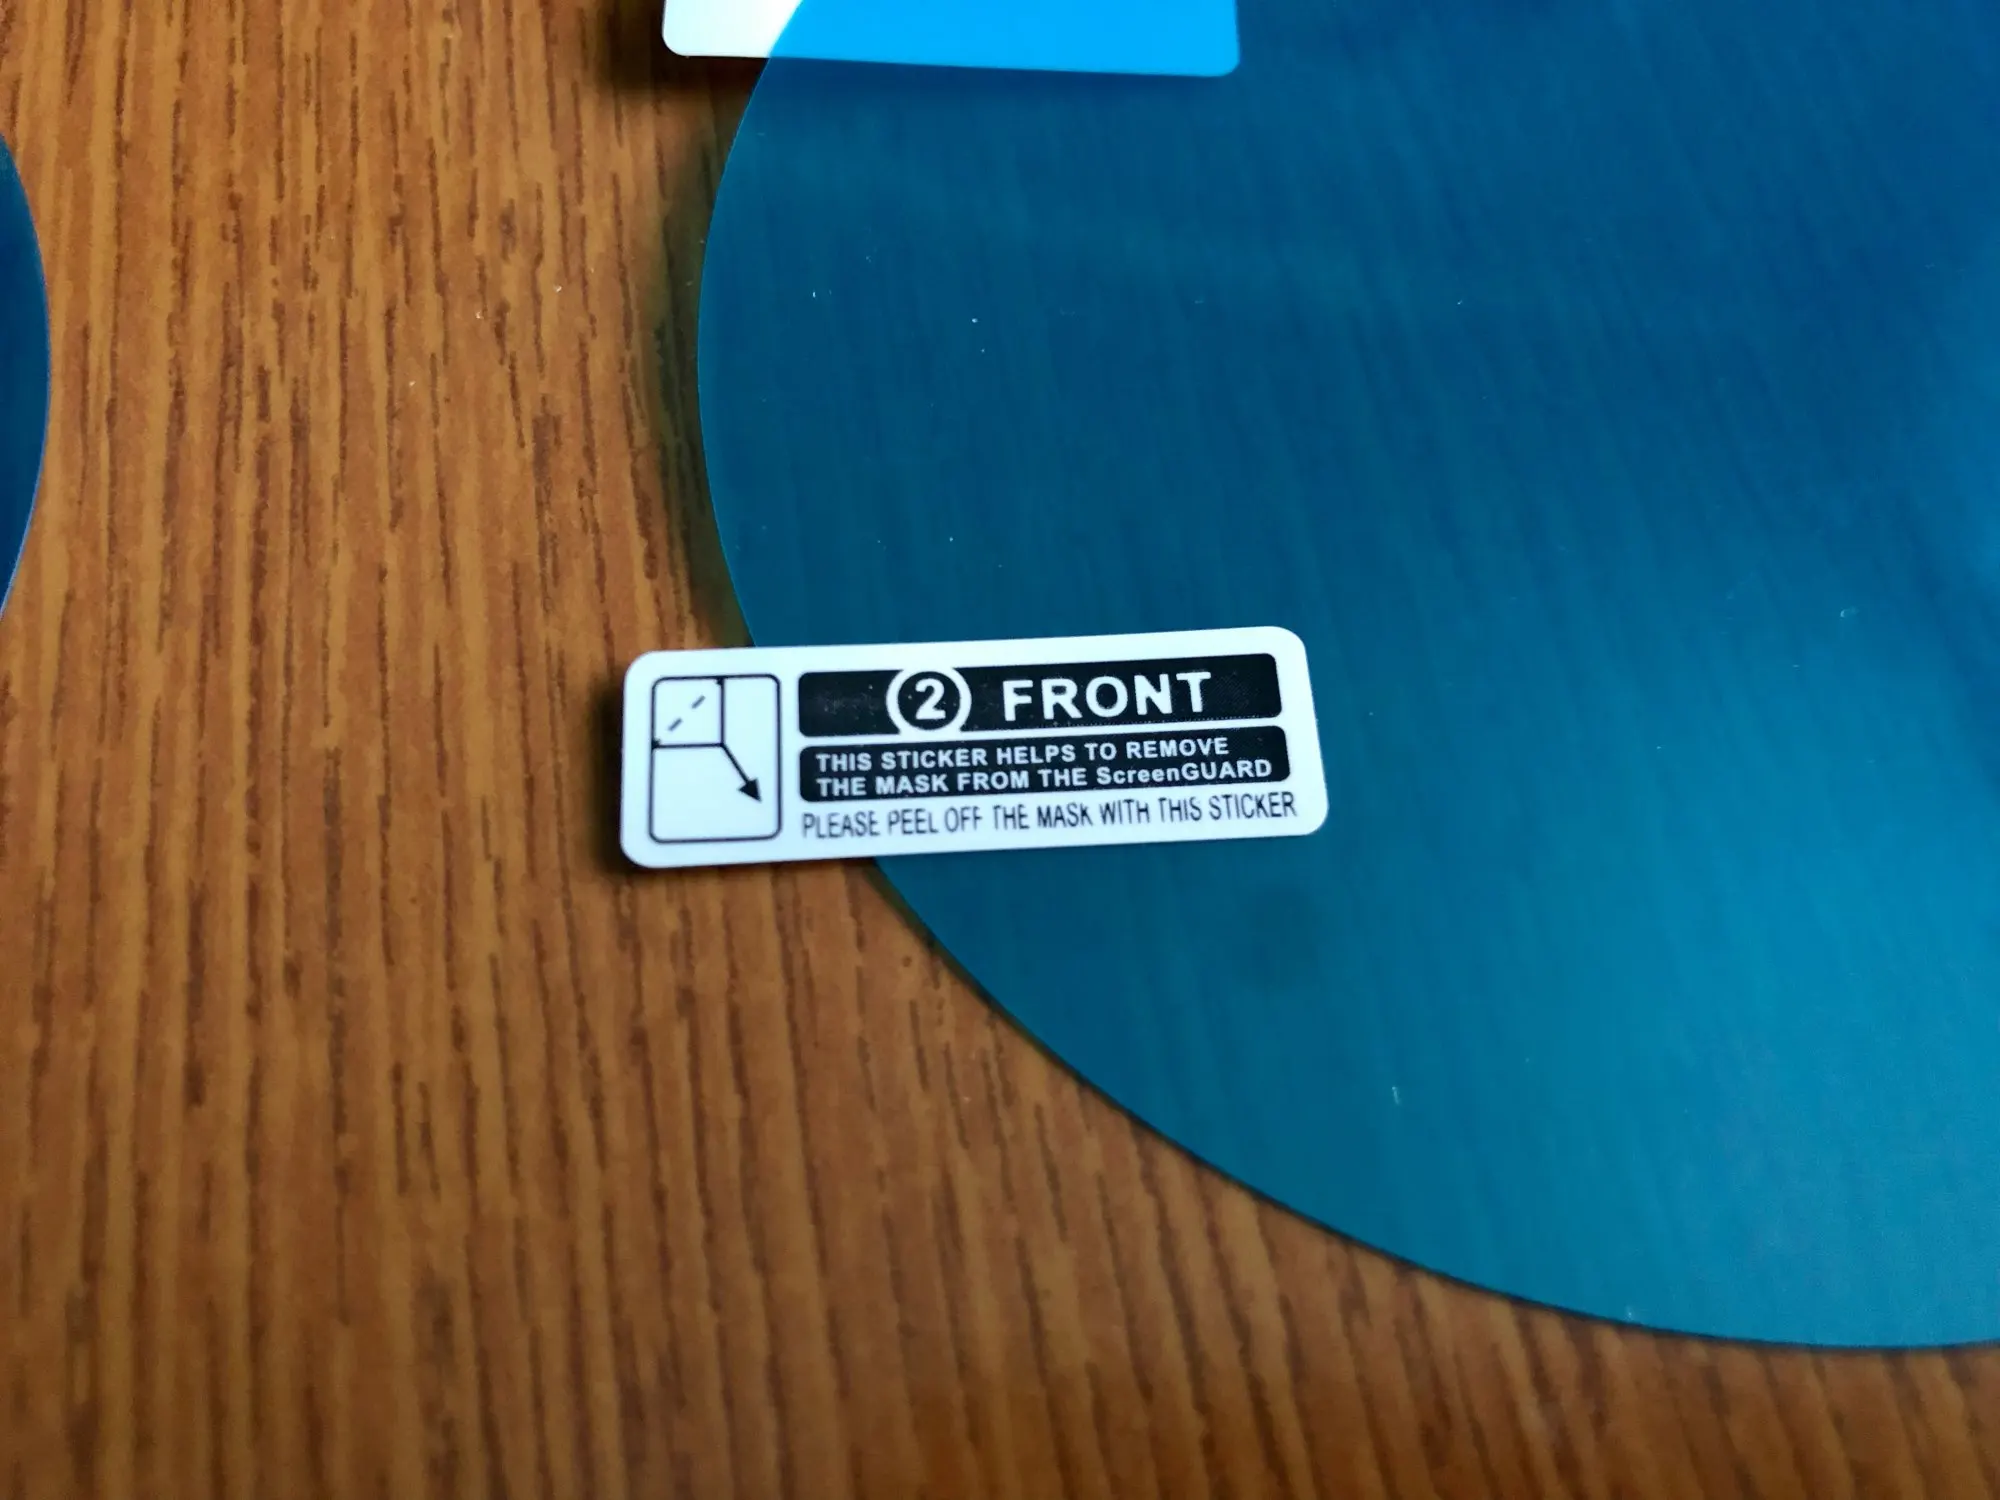 2 FRONT
THIS STICKER HELPS TO REMOVE
THE MASK FROM THE ScreenGUARD
PLEASE PEEL OFF THE MASK WITH THIS STICKER